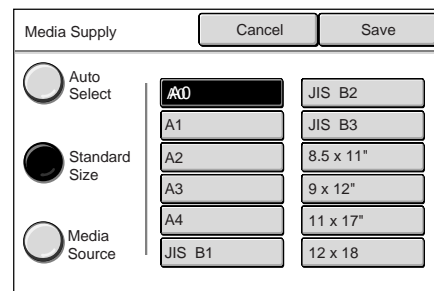 Media Supply
Cancel
Save
Auto
Select
Standard
Size
Media
Source
A0
A1
A2
A3
A4
JIS B1
JIS B2
JIS B3
8.5 x 11"
9 x 12"
11 x 17"
12 x 18